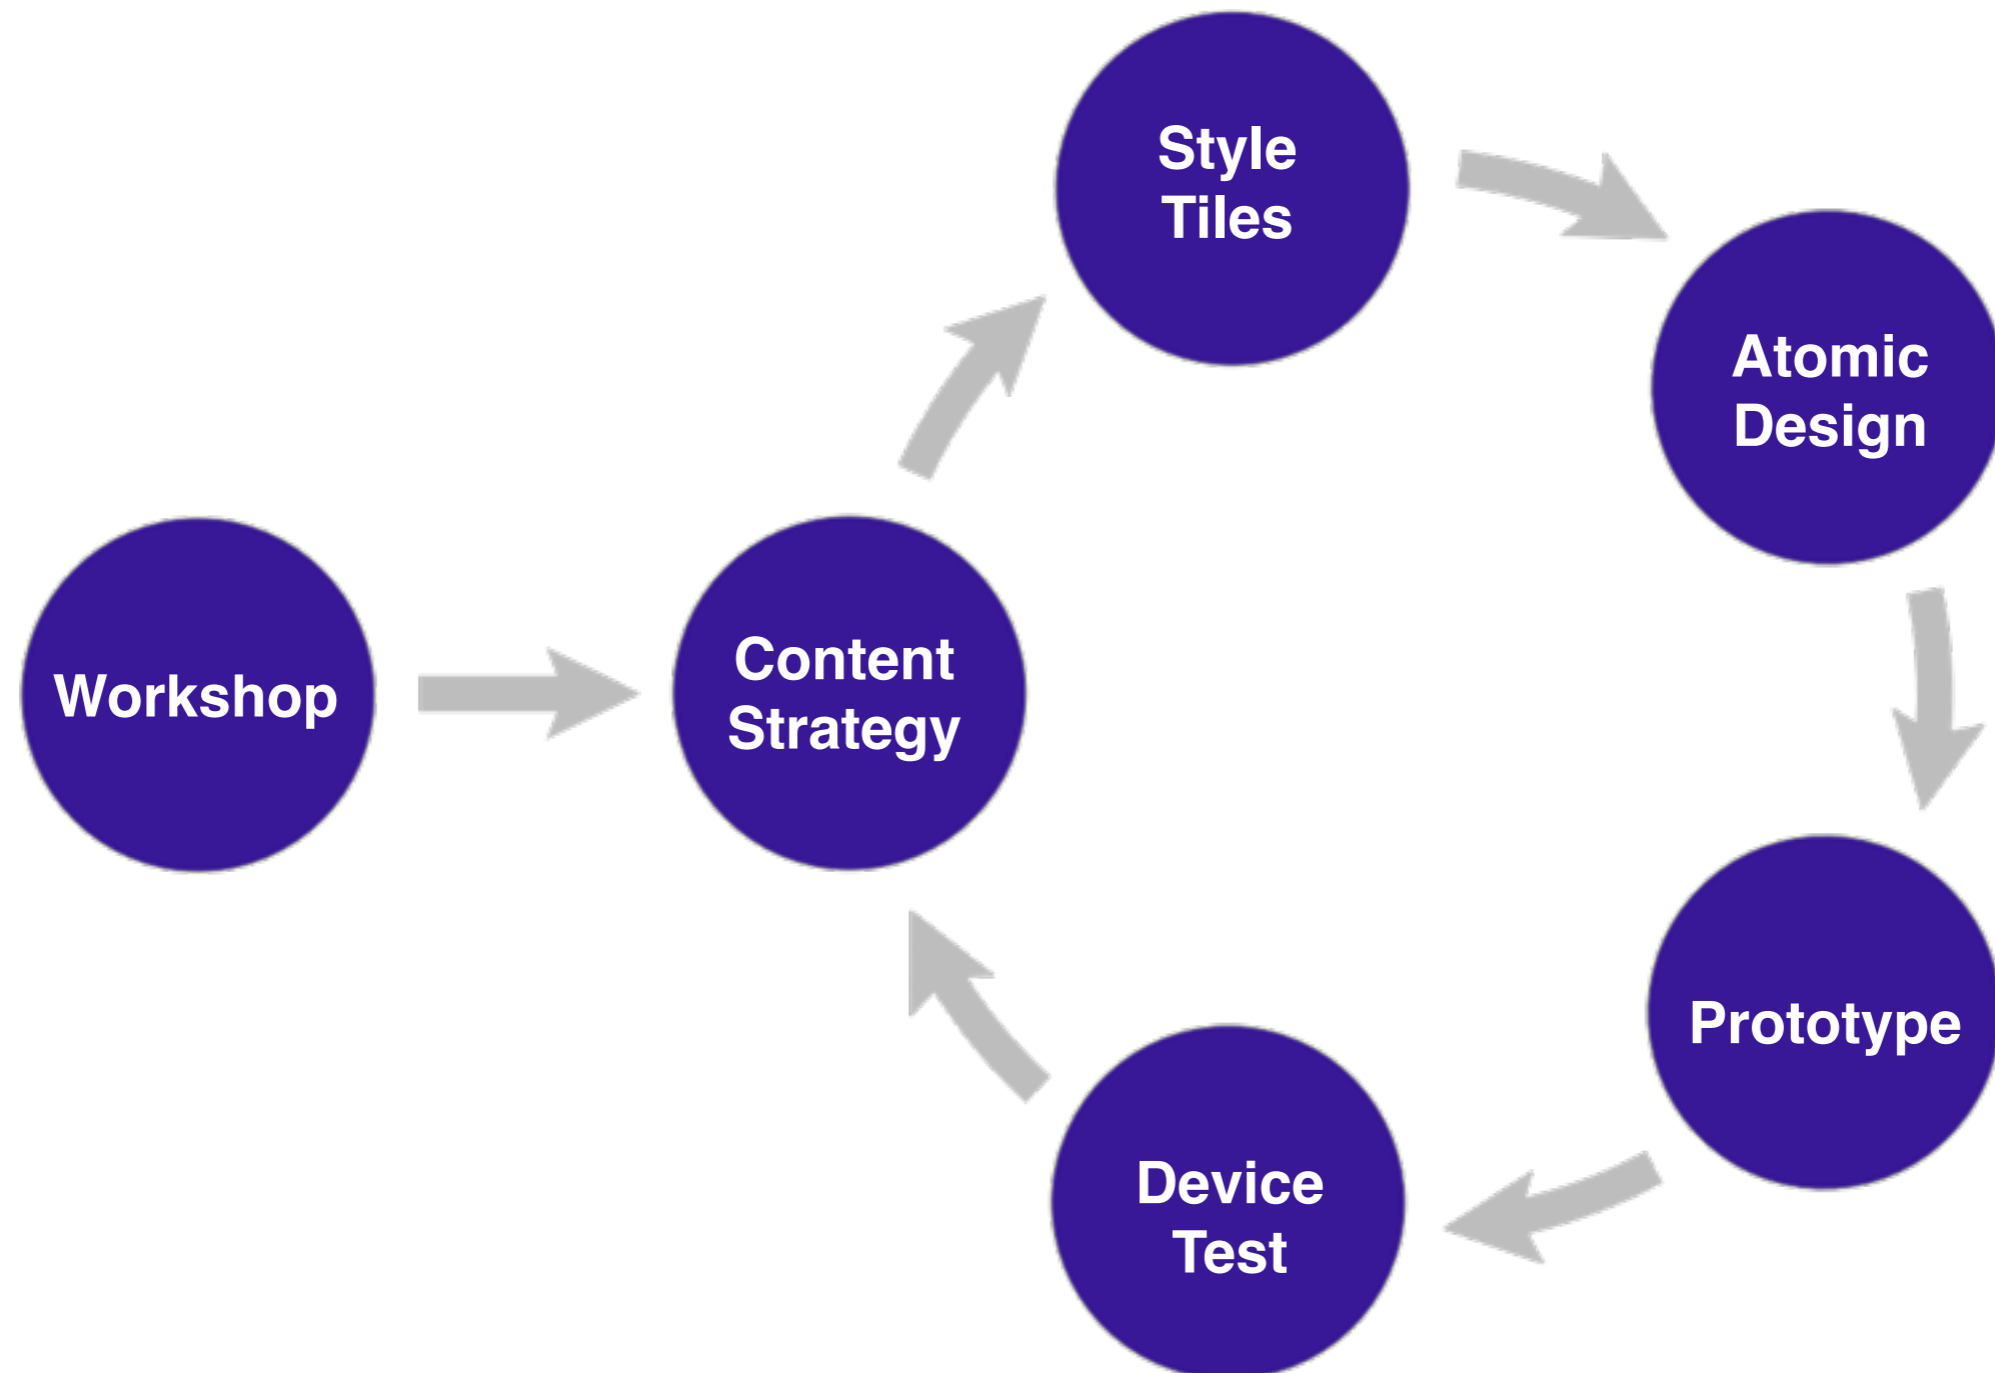 Workshop
Content
Strategy
Style
Tiles
Atomic
Design
Prototype
Device
Test